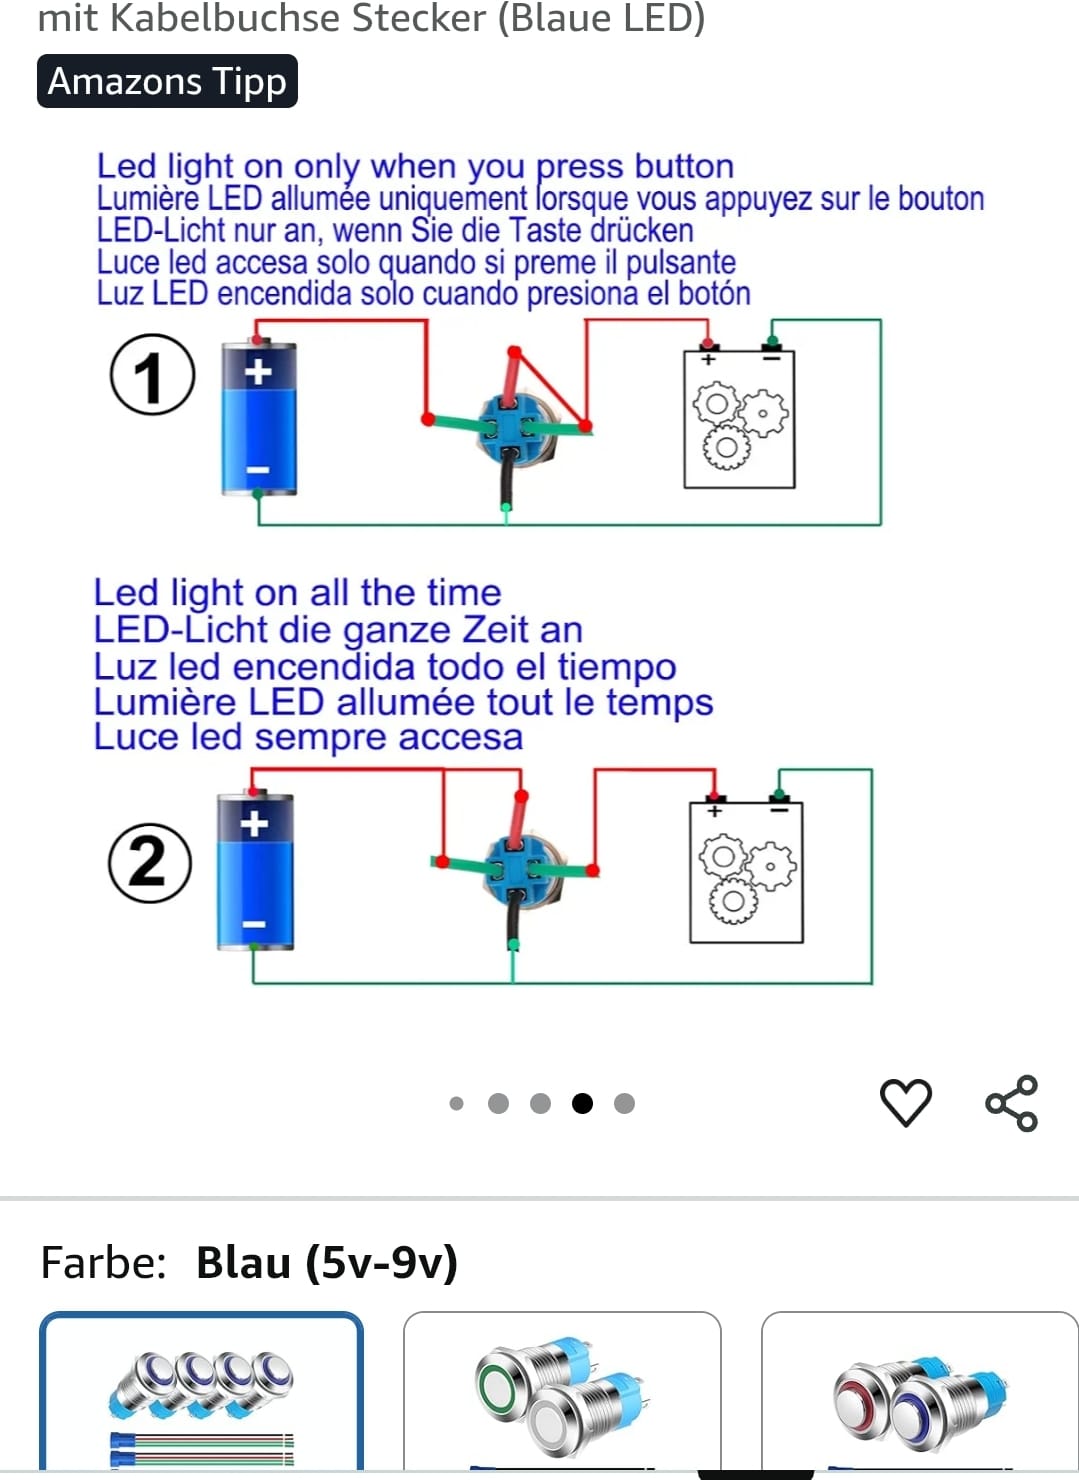 mit Kabelbuchse Stecker (Blaue LED)
Amazons Tipp
Led light on only when you press button
Lumière LED allumée uniquement lorsque vous appuyez sur le bouton
LED-Licht nur an, wenn Sie die Taste drücken
Luce led accesa solo quando si preme il pulsante
Luz LED encendida solo cuando presiona el botón
1
+
−
+ −
Led light on all the time
LED-Licht die ganze Zeit an
Luz led encendida todo el tiempo
Lumière LED allumée tout le temps
Luce led sempre accesa
2
+
−
+ −
Farbe: Blau (5v-9v)